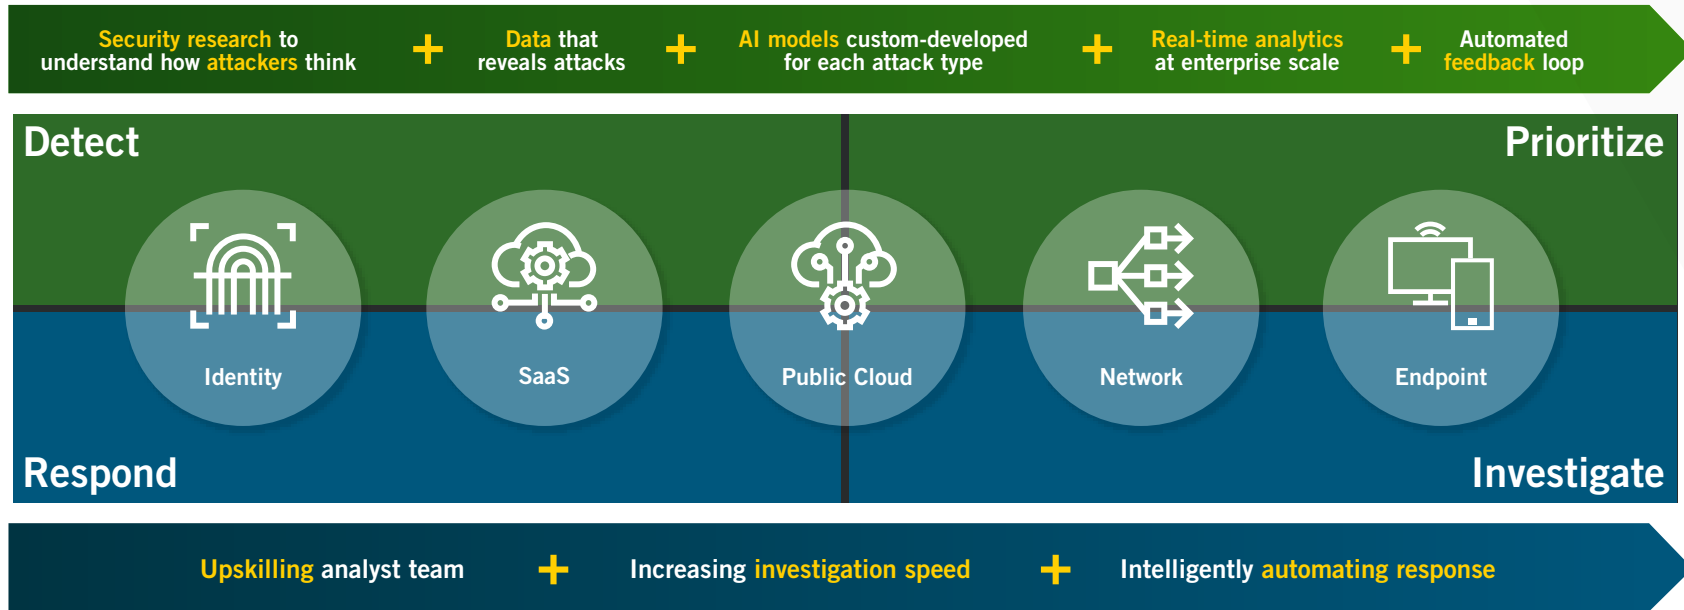 Security research to
understand how attackers think
+
Data that
reveals attacks
+
AI models custom-developed
for each attack type
+
Real-time analytics
at enterprise scale
+
Automated
feedback loop
Detect
Prioritize
Identity
SaaS
Public Cloud
Network
Endpoint
Respond
Investigate
Upskilling analyst team
+
Increasing investigation speed
+
Intelligently automating response